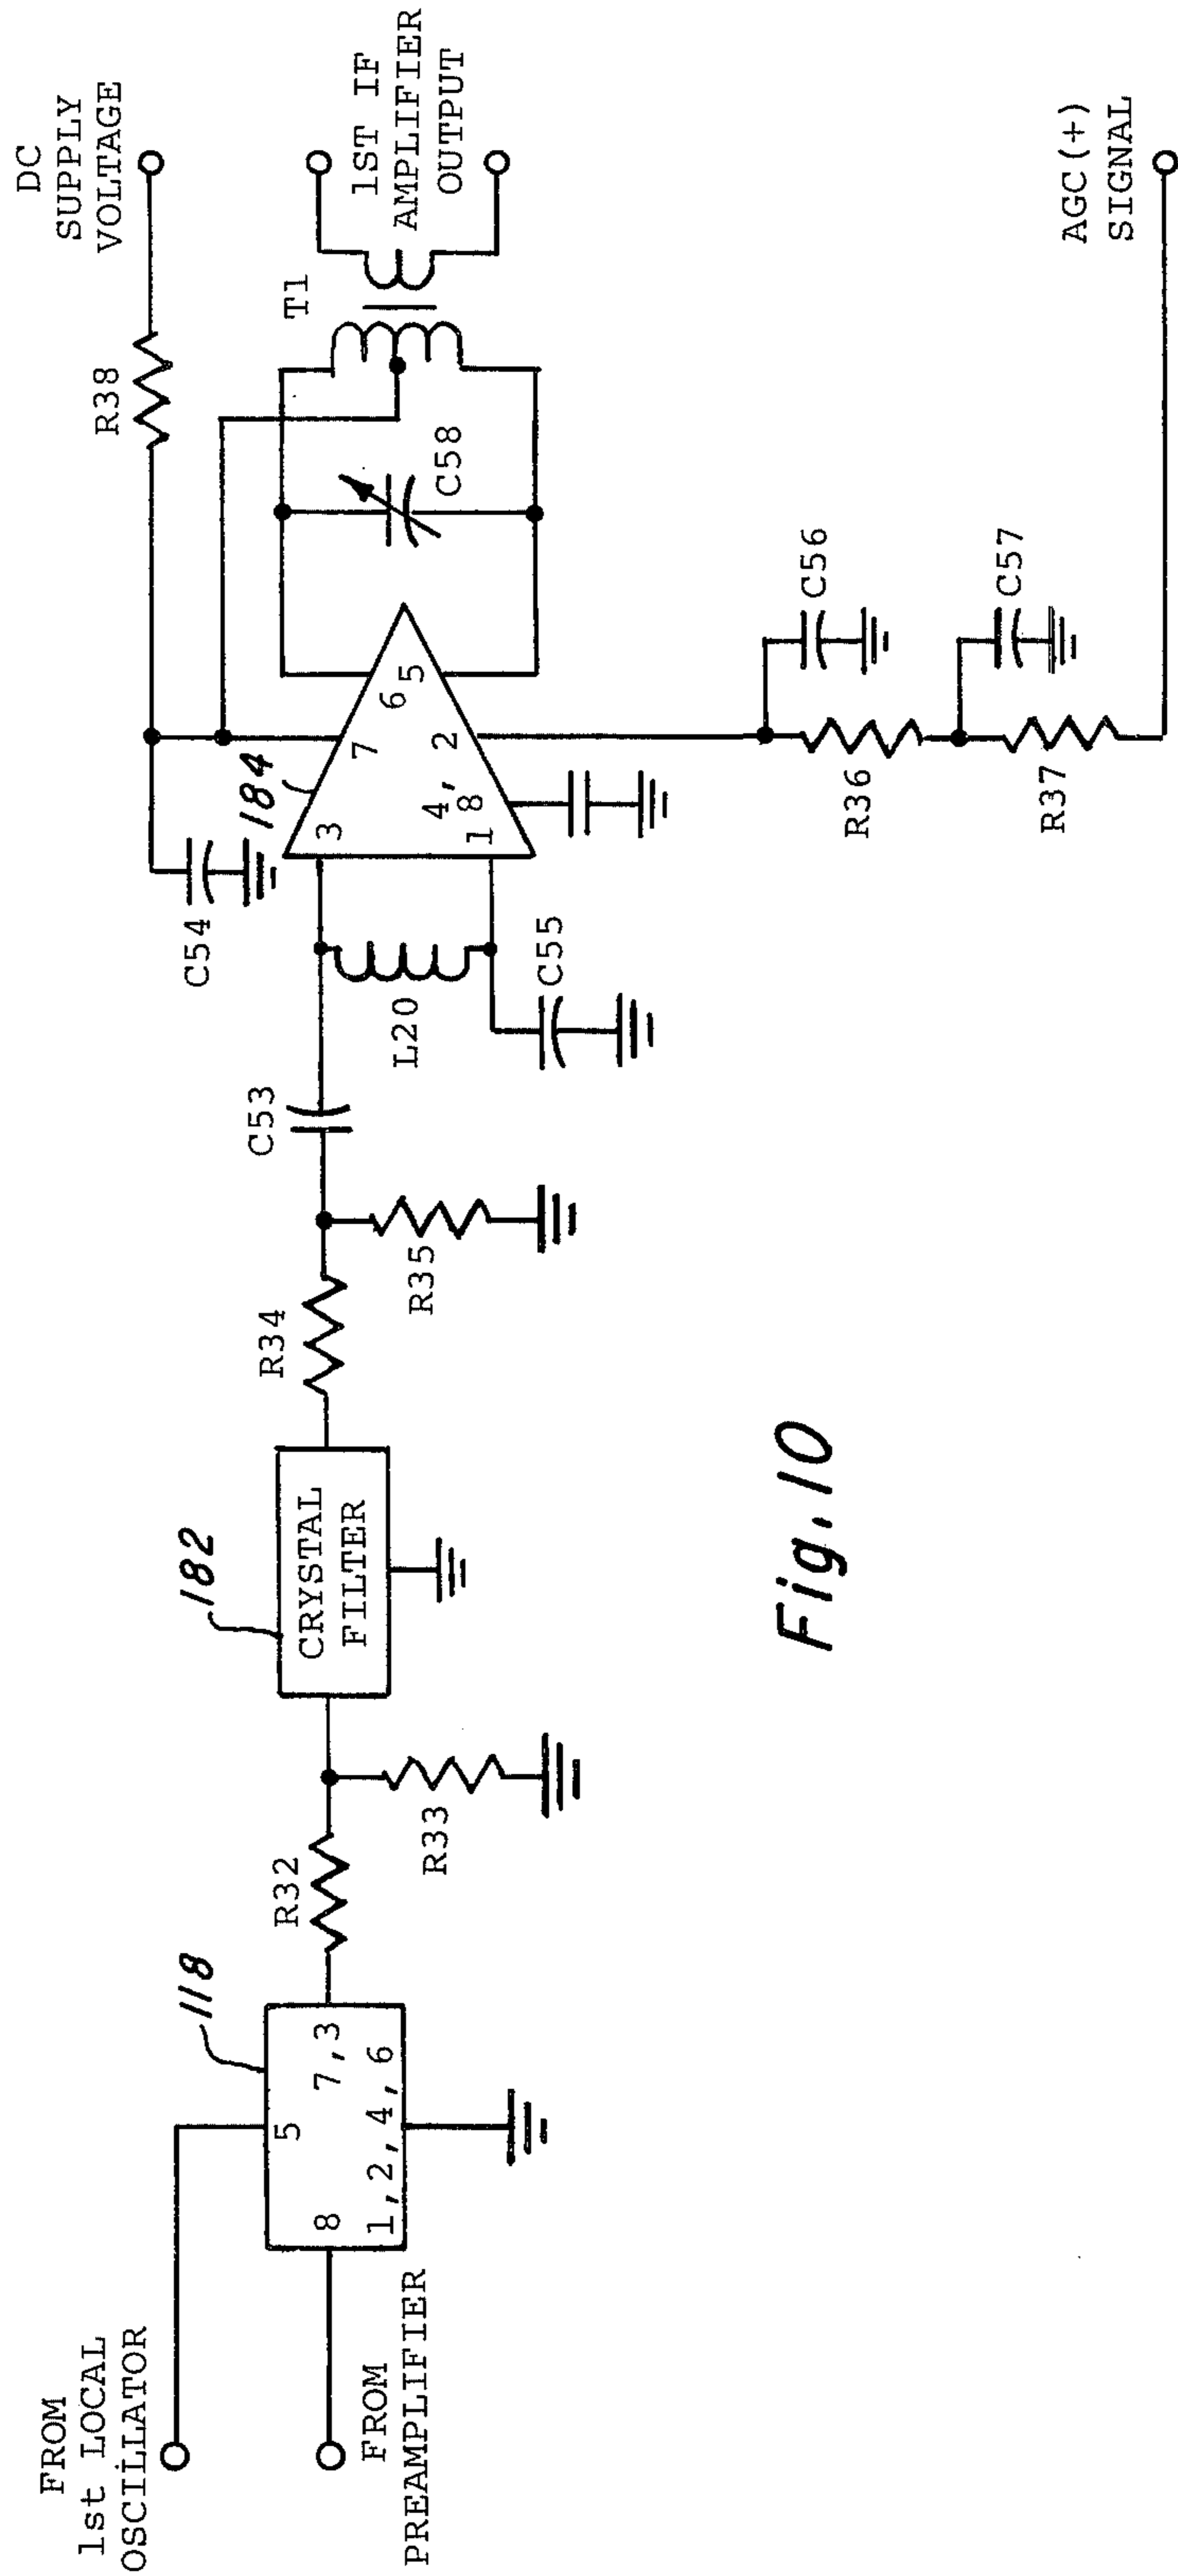 FROM
1st LOCAL
OSCILLATOR
FROM
PREAMPLIFIER
118
5
8
7,3
1,2,4,6
R32
R33
182
CRYSTAL
FILTER
R34
R35
C53
L20
C55
C54
184
3
1
4,
8
7
2
6
5
R38
DC
SUPPLY
VOLTAGE
C58
T1
1ST IF
AMPLIFIER
OUTPUT
C56
R36
C57
R37
AGC(+)
SIGNAL
Fig.10